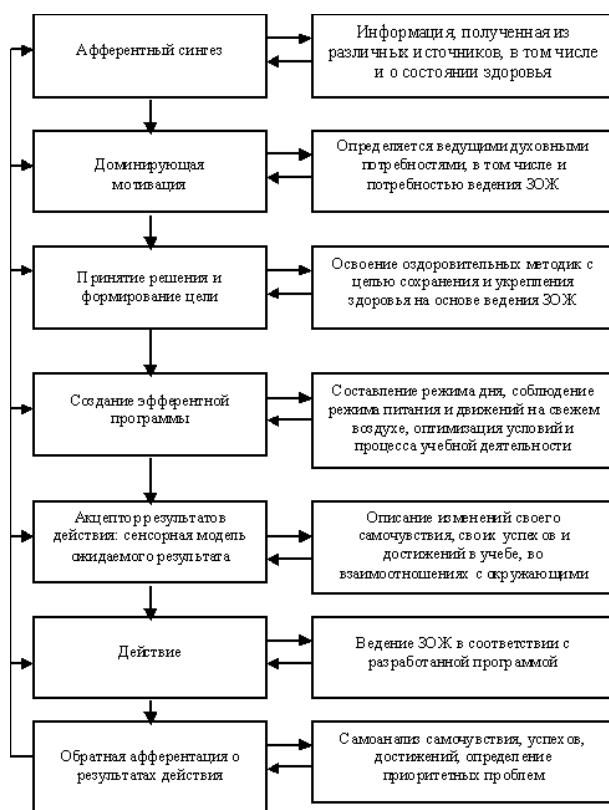 Афферентный синтез
Информация, полученная из
различных источников, в том числе
и о состоянии здоровья
Доминирующая
мотивация
Определяется ведущими духовными
потребностями, в том числе и
потребностью ведения ЗОЖ
Принятие решения и
формирование цели
Освоение оздоровительных методик с
целью сохранения и укрепления
здоровья на основе ведения ЗОЖ
Создание эфферентной
программы
Составление режима дня, соблюдение
режима питания и движений на свежем
воздухе, оптимизация условий и
процесса учебной деятельности
Акцептор результатов
действия: сенсорная модель
ожидаемого результата
Описание изменений своего
самочувствия, своих успехов и
достижений в учебе, во
взаимоотношениях с окружающими
Действие
Ведение ЗОЖ в соответствии с
разработанной программой
Обратная афферентация о
результатах действия
Самоанализ самочувствия, успехов,
достижений, определение
приоритетных проблем